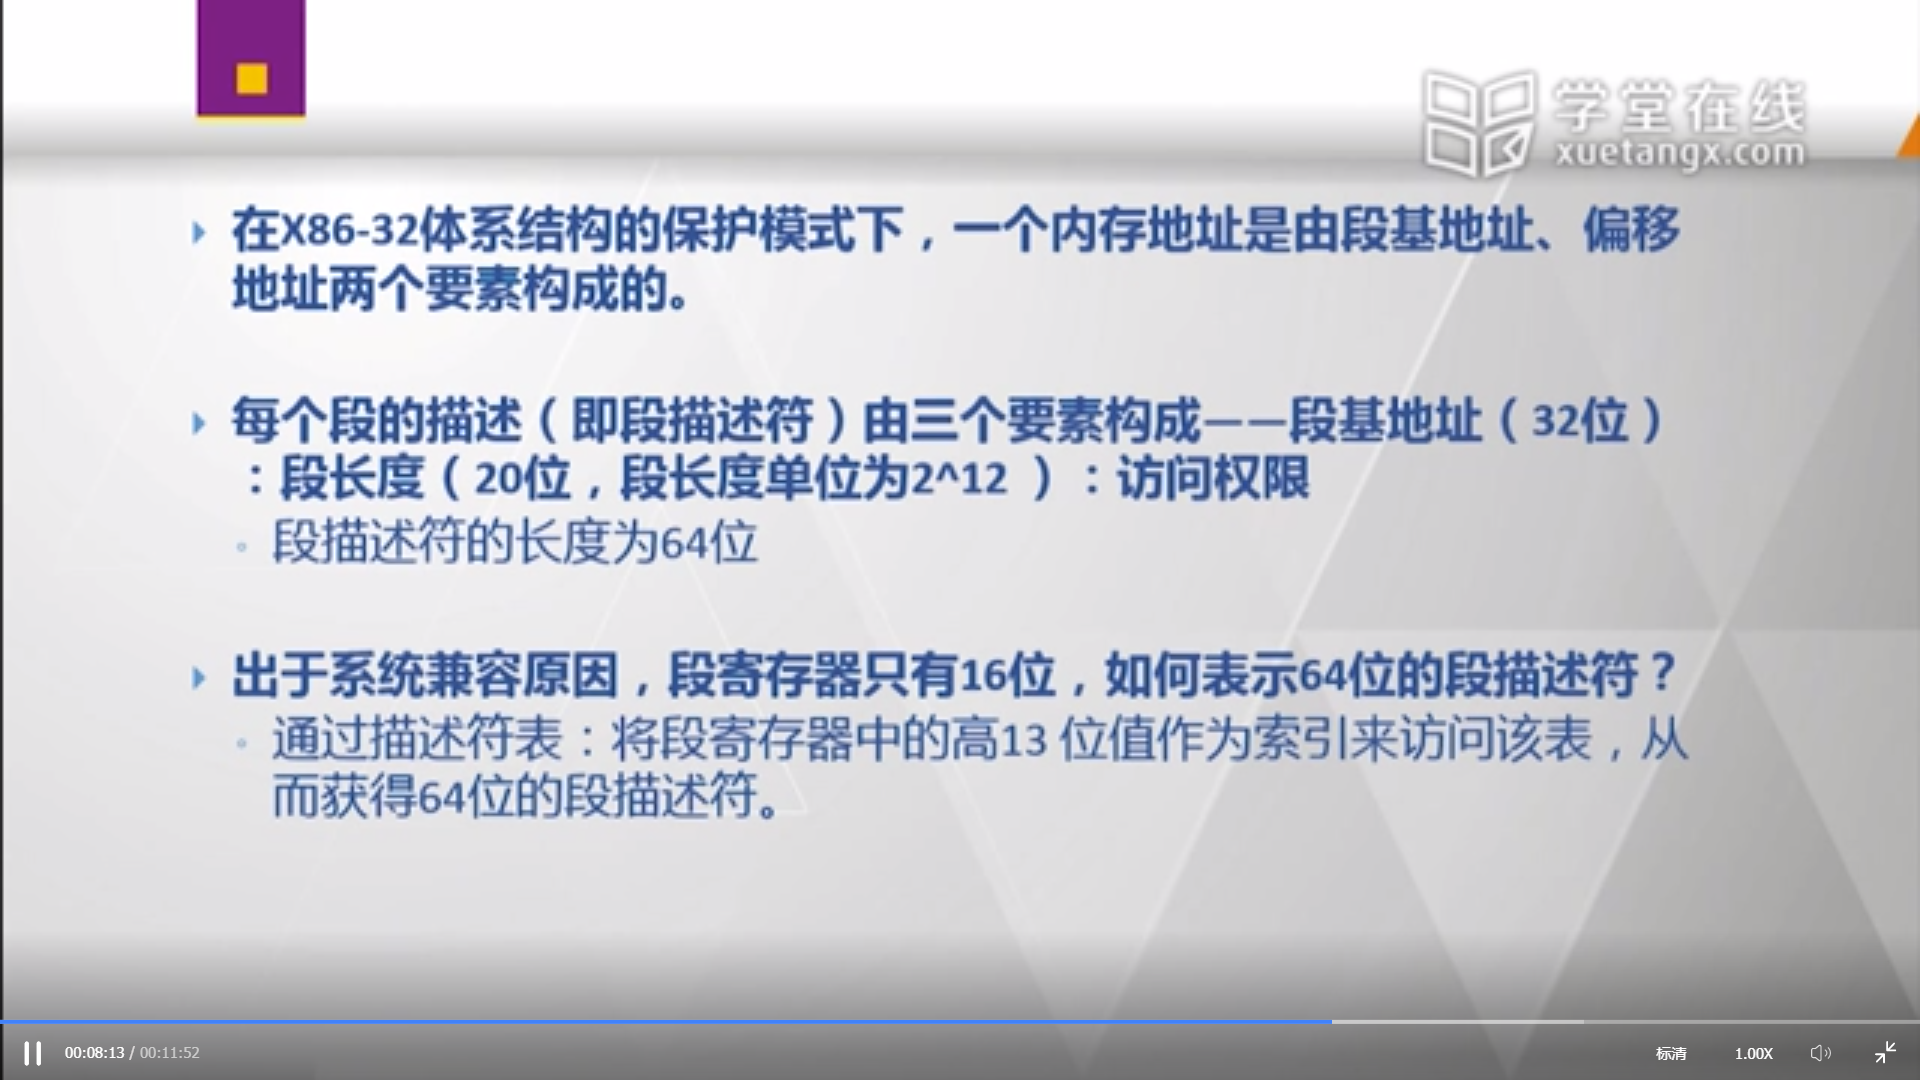 学堂在线
xuetangx.com
在X86-32体系结构的保护模式下，一个内存地址是由段基地址、偏移
地址两个要素构成的。
每个段的描述（即段描述符）由三个要素构成——段基地址（32位）
：段长度（20位，段长度单位为2^12 ）：访问权限
段描述符的长度为64位
出于系统兼容原因，段寄存器只有16位，如何表示64位的段描述符？
通过描述符表：将段寄存器中的高13 位值作为索引来访问该表，从
而获得64位的段描述符。
00:08:13 / 00:11:52
标清
1.00X